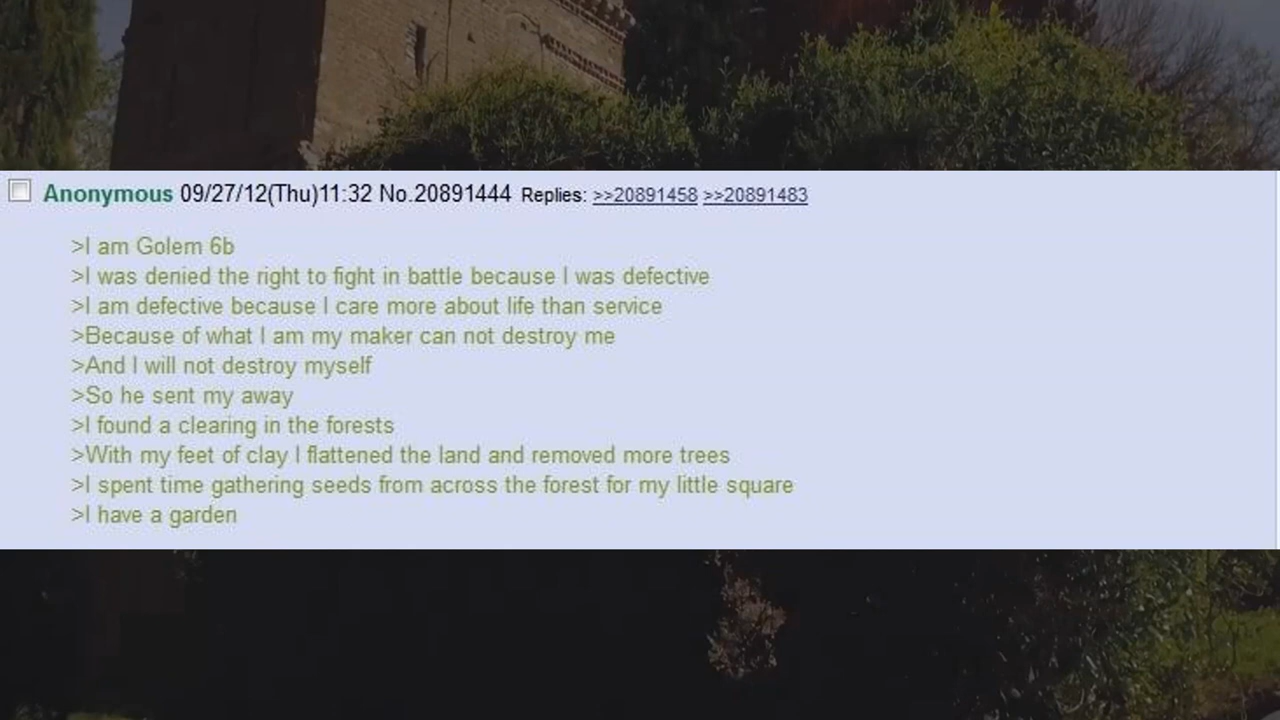 Anonymous 09/27/12(Thu)11:32 No.20891444 Replies: >>20891458 >>20891483
>I am Golem 6b
>I was denied the right to fight in battle because I was defective
>I am defective because I care more about life than service
>Because of what I am my maker can not destroy me
>And I will not destroy myself
>So he sent my away
>I found a clearing in the forests
>With my feet of clay I flattened the land and removed more trees
>I spent time gathering seeds from across the forest for my little square
>I have a garden